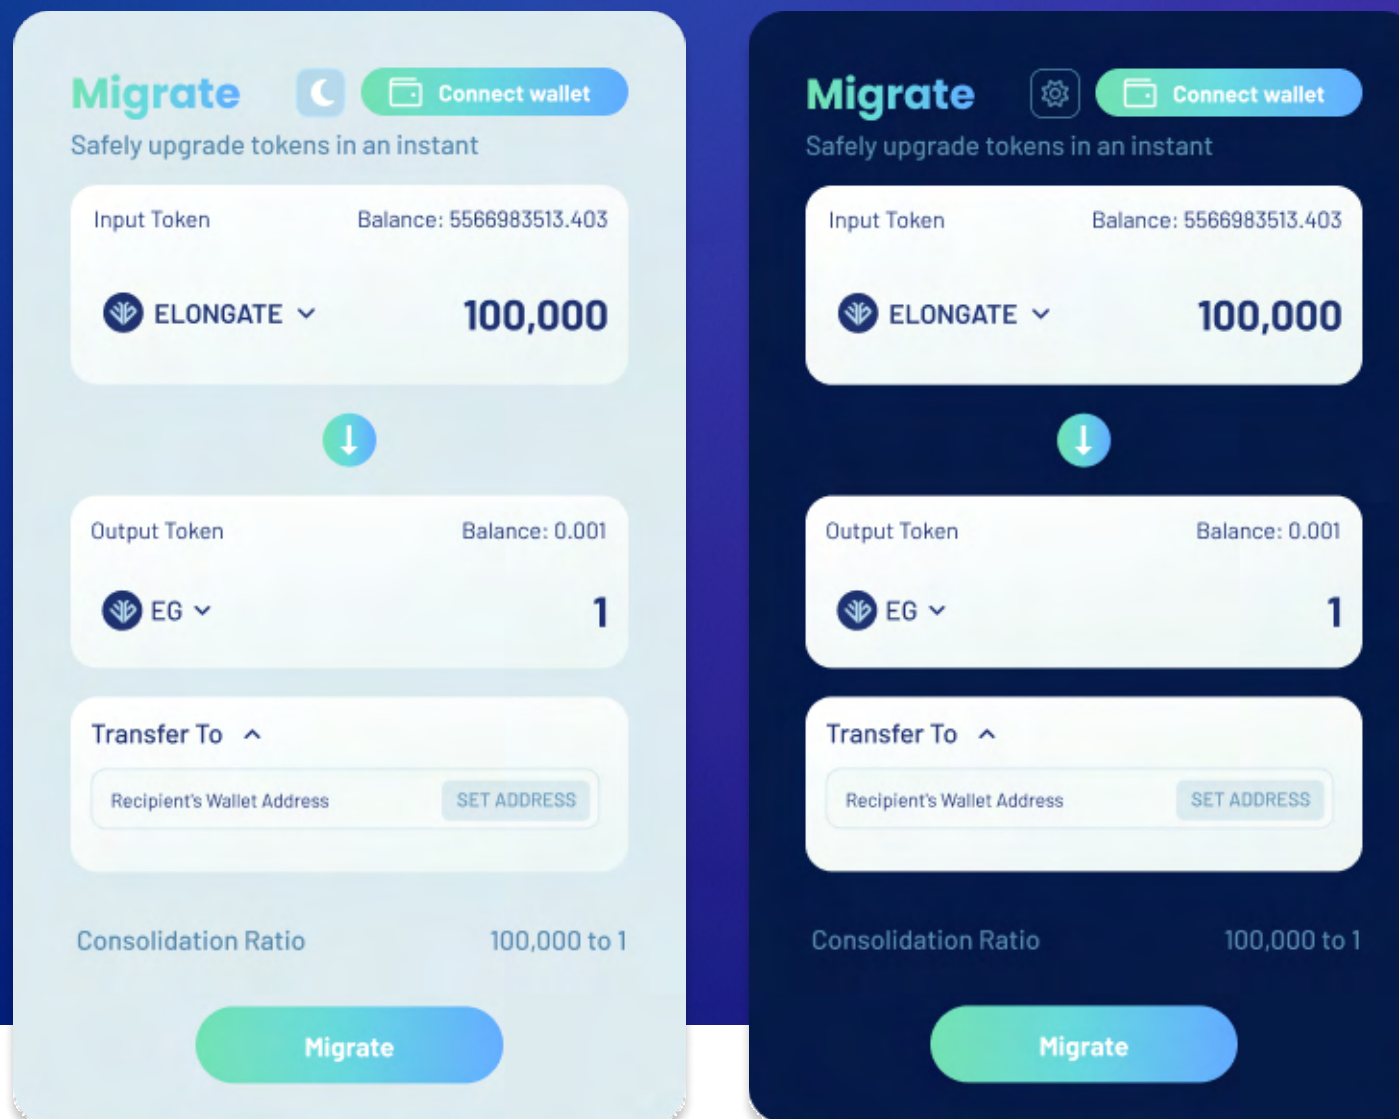 Migrate
Connect wallet
Safely upgrade tokens in an instant
Input Token
Balance: 5566983513.403
ELONGATE
100,000
Output Token
Balance: 0.001
EG
1
Transfer To
Recipient's Wallet Address
SET ADDRESS
Consolidation Ratio
100,000 to 1
Migrate
Migrate
Connect wallet
Safely upgrade tokens in an instant
Input Token
Balance: 5566983513.403
ELONGATE
100,000
Output Token
Balance: 0.001
EG
1
Transfer To
Recipient's Wallet Address
SET ADDRESS
Consolidation Ratio
100,000 to 1
Migrate